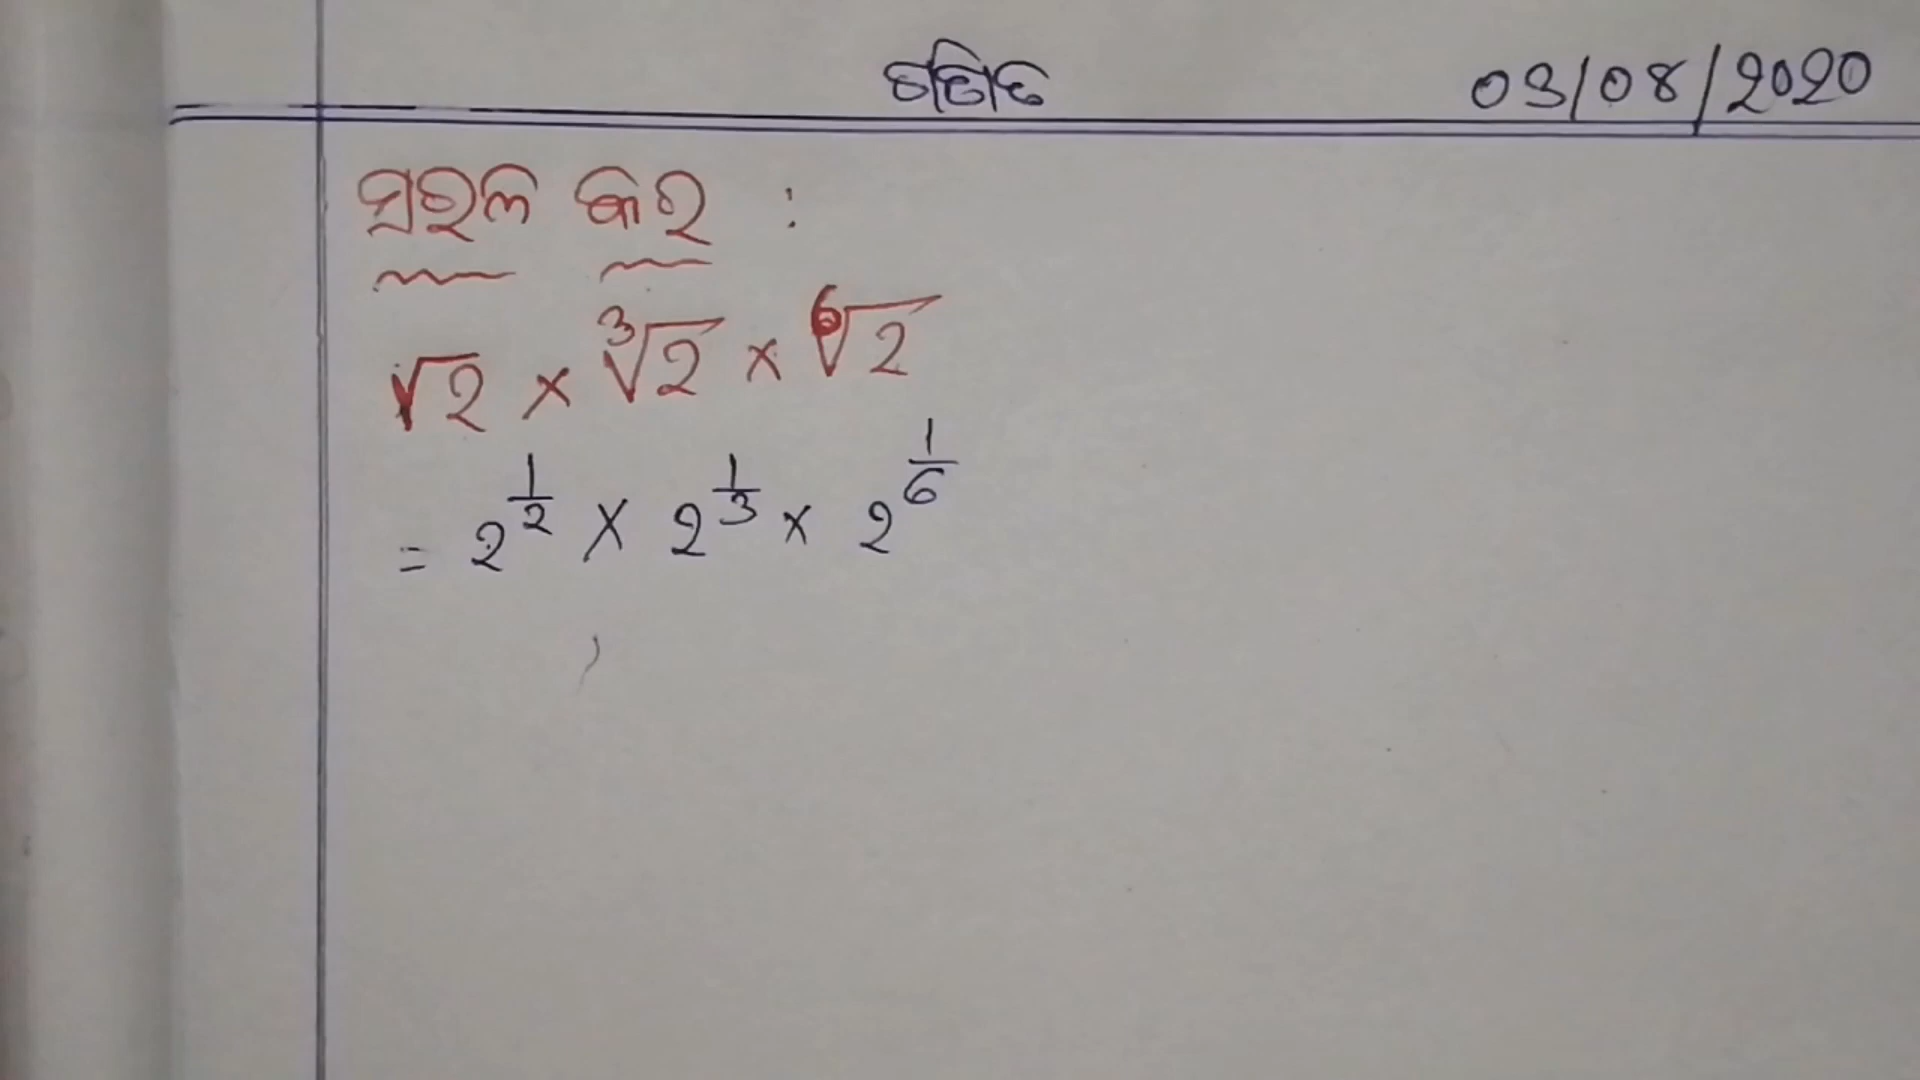 ଗଣିତ 03/08/2020
ସରଳ କର :
√2 × ∛2 × ⁶√2
= 2^{1/2} × 2^{1/3} × 2^{1/6}